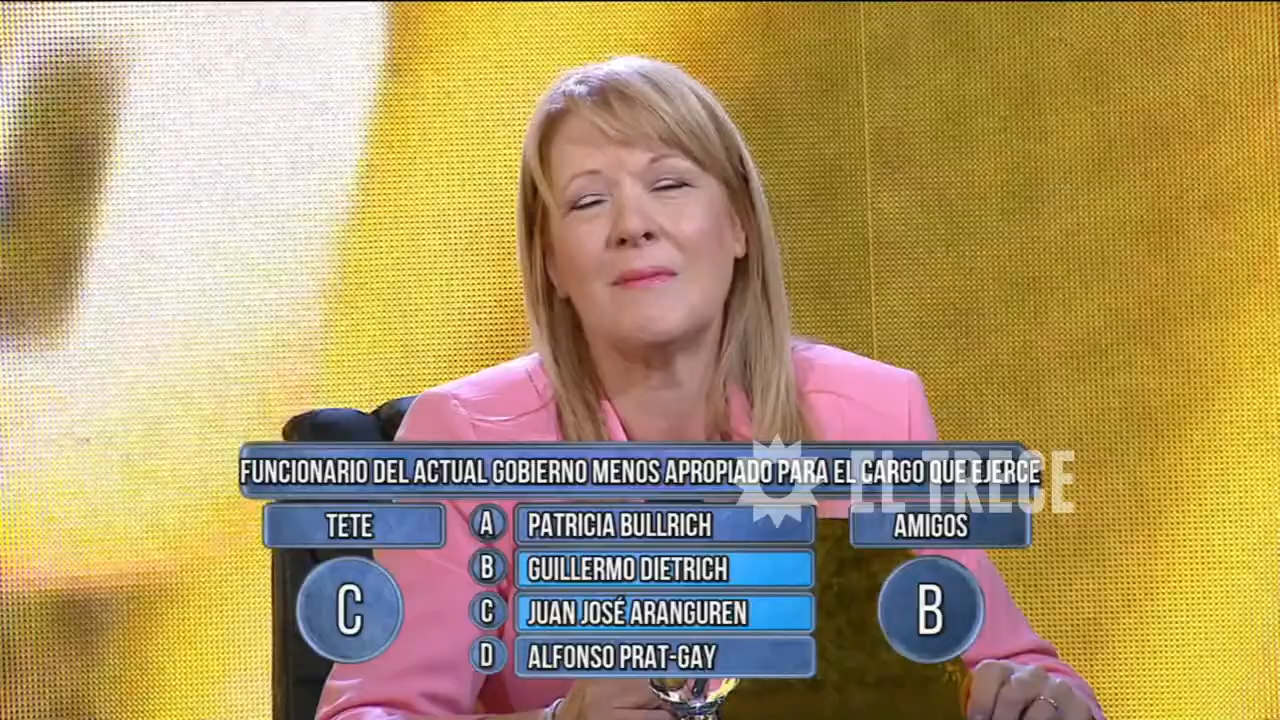 FUNCIONARIO DEL ACTUAL GOBIERNO MENOS APROPIADO PARA EL CARGO QUE EJERCE
EL TRECE
TETE
A PATRICIA BULLRICH
AMIGOS
B GUILLERMO DIETRICH
C
C JUAN JOSÉ ARANGUREN
B
D ALFONSO PRAT-GAY